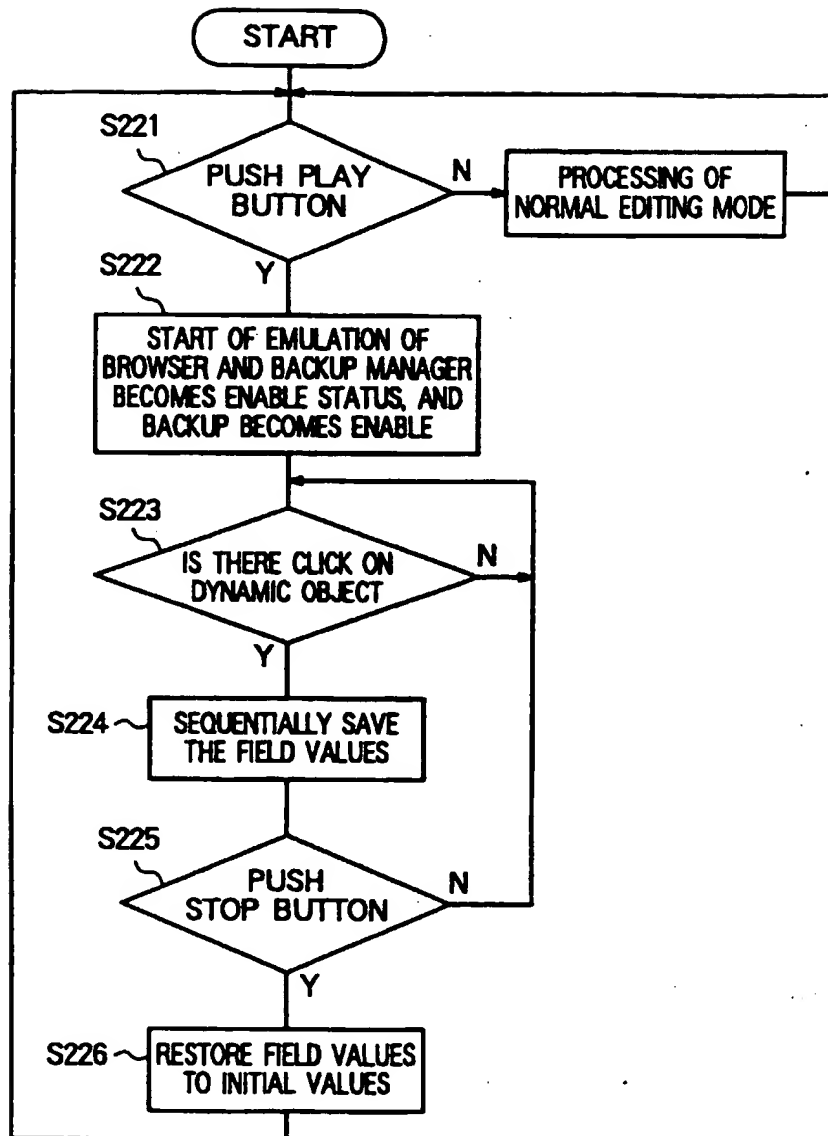 START
S221
PUSH PLAY
BUTTON
N
PROCESSING OF
NORMAL EDITING MODE
Y
S222
START OF EMULATION OF
BROWSER AND BACKUP MANAGER
BECOMES ENABLE STATUS, AND
BACKUP BECOMES ENABLE
S223
IS THERE CLICK ON
DYNAMIC OBJECT
N
Y
S224
SEQUENTIALLY SAVE
THE FIELD VALUES
S225
PUSH
STOP BUTTON
N
Y
S226
RESTORE FIELD VALUES
TO INITIAL VALUES